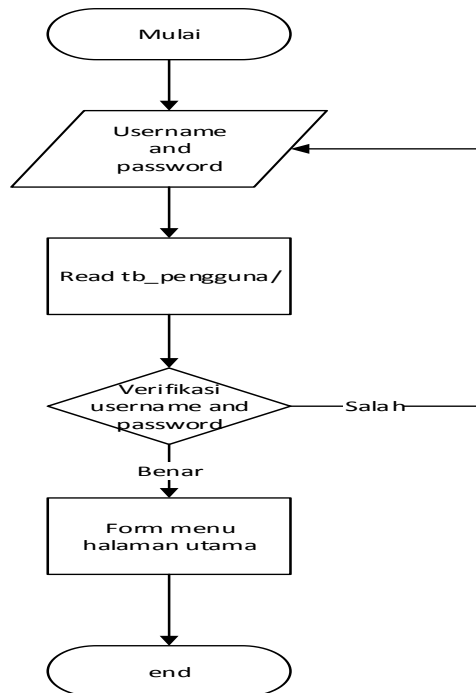 Mulai
Username
and
password
Read tb_pengguna/
Verifikasi
username and
password
Salah
Benar
Form menu
halaman utama
end